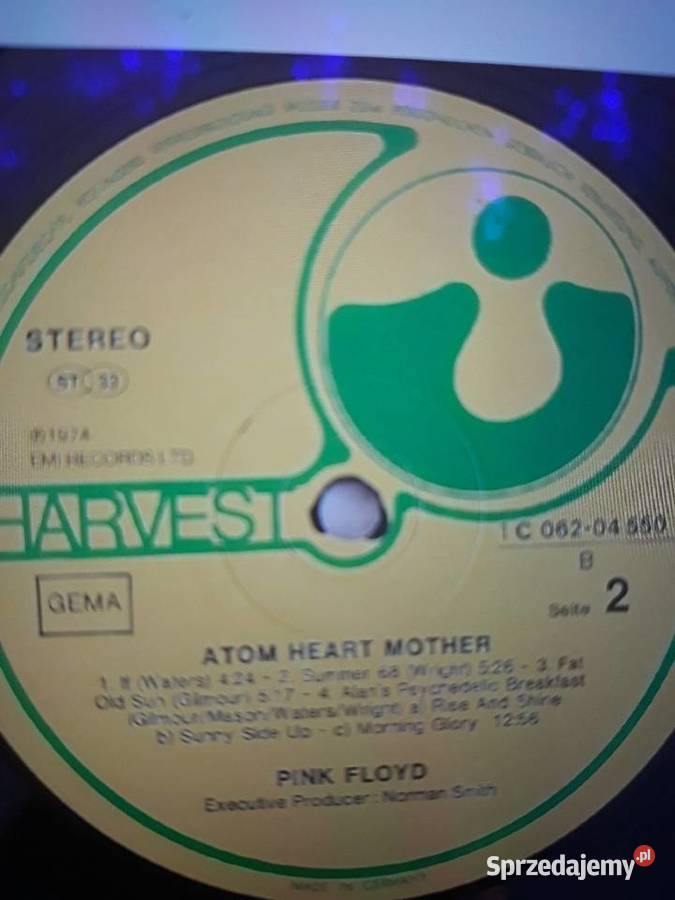 STEREO
ST 33
℗ 1974
EMI RECORDS LTD
HARVEST
1 C 062-04 550
B
GEMA
Seite 2
ATOM HEART MOTHER
1. If (Waters) 4:24 - 2. Summer 68 (Wright) 5:26 - 3. Fat
Old Sun (Gilmour) 5:17 - 4. Alan's Psychedelic Breakfast
(Gilmour/Mason/Waters/Wright) a) Rise And Shine
b) Sunny Side Up - c) Morning Glory 12:56
PINK FLOYD
Executive Producer: Norman Smith
MADE IN GERMANY
Sprzedajemy.pl